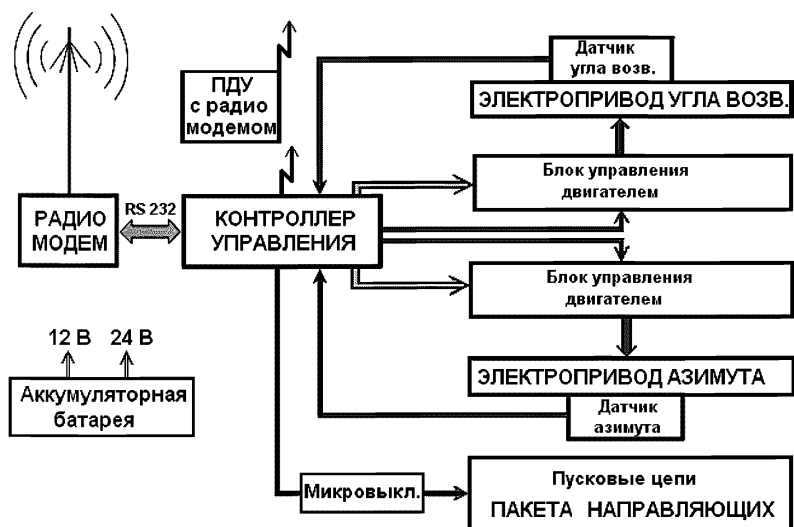 Датчик
угла возв.
ЭЛЕКТРОПРИВОД УГЛА ВОЗВ.
ПДУ
с радио
модемом
Блок управления
двигателем
РАДИО
МОДЕМ
RS 232
КОНТРОЛЛЕР
УПРАВЛЕНИЯ
Блок управления
двигателем
12 В 24 В
Аккумуляторная
батарея
ЭЛЕКТРОПРИВОД АЗИМУТА
Датчик
азимута
Микровыкл.
Пусковые цепи
ПАКЕТА НАПРАВЛЯЮЩИХ